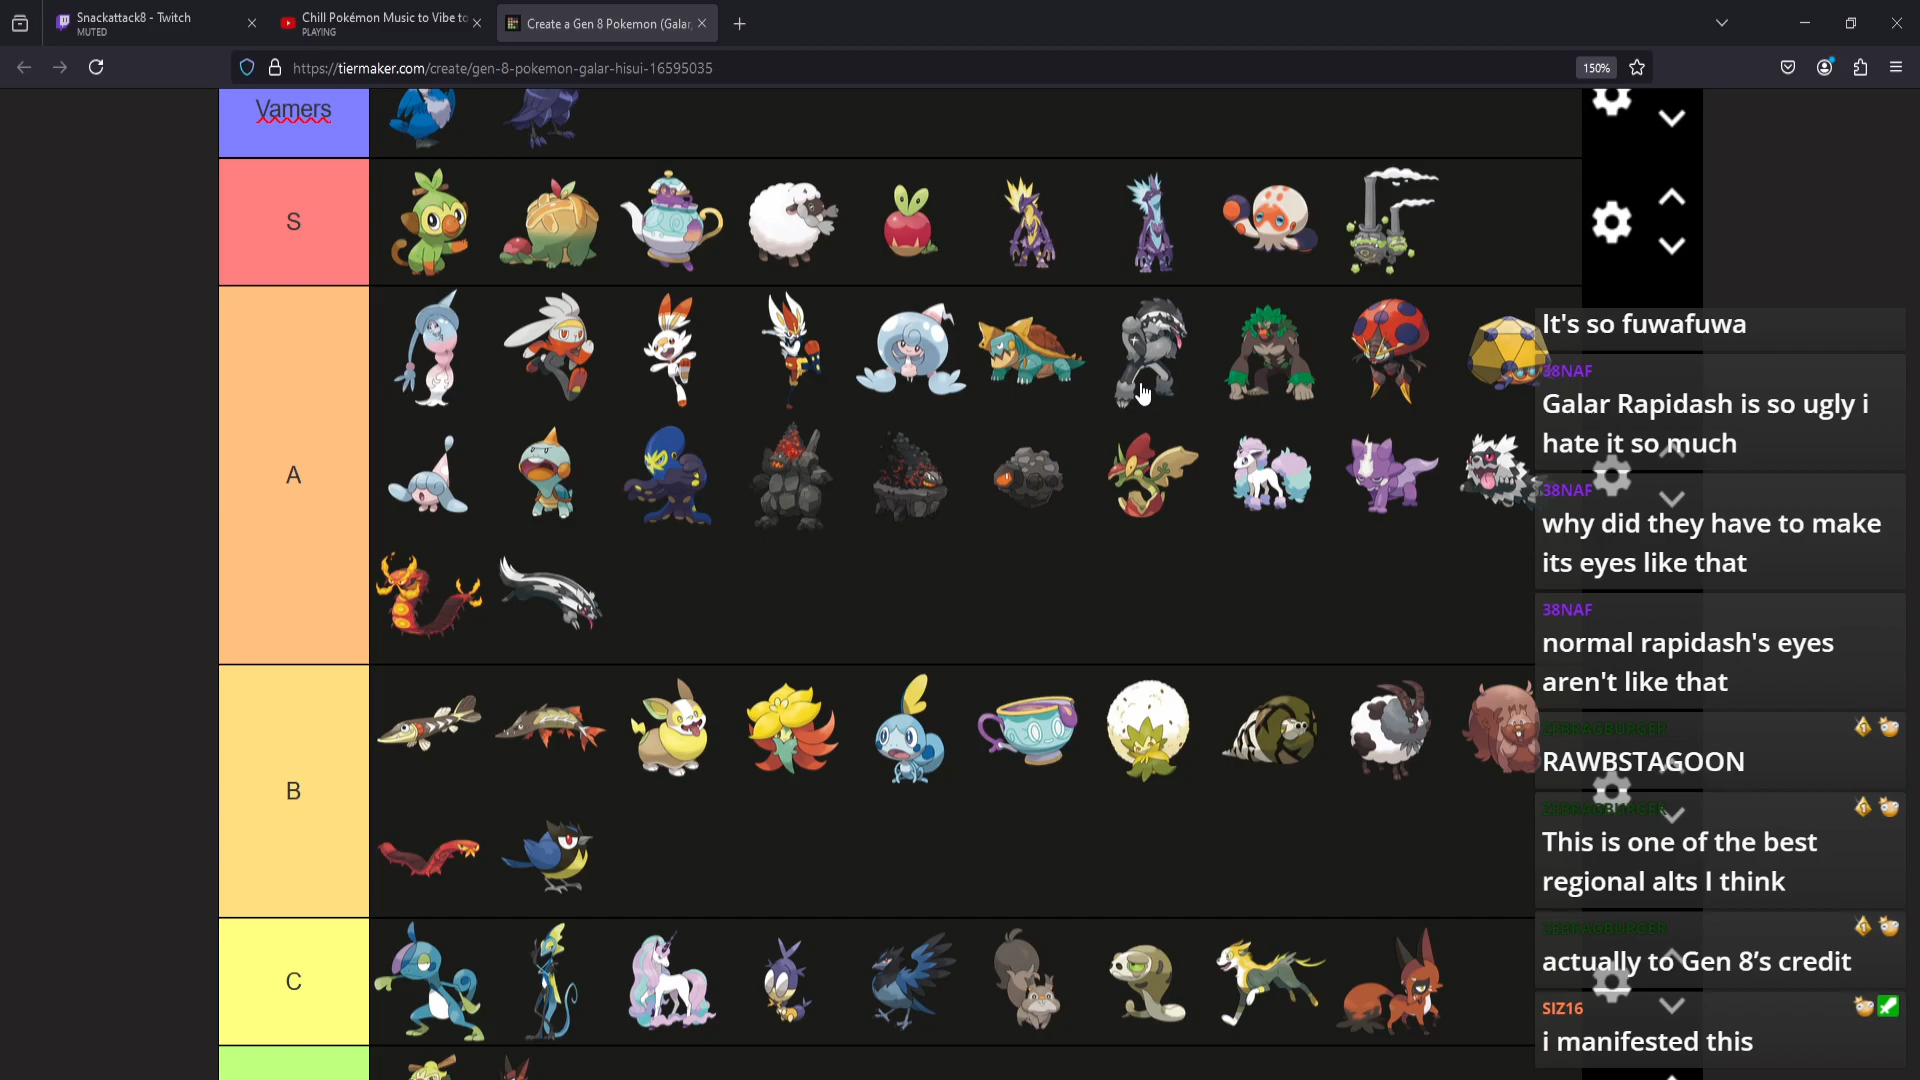 Snackattack8 - Twitch
MUTED
Chill Pokémon Music to Vibe to
PLAYING
Create a Gen 8 Pokemon (Galar,
https://tiermaker.com/create/gen-8-pokemon-galar-hisui-16595035
150%
Vamers
S
A
B
C
It's so fuwafuwa
38NAF
Galar Rapidash is so ugly i
hate it so much
38NAF
why did they have to make
its eyes like that
38NAF
normal rapidash's eyes
aren't like that
RAWBSTAGOON
This is one of the best
regional alts I think
actually to Gen 8's credit
SIZ16
i manifested this